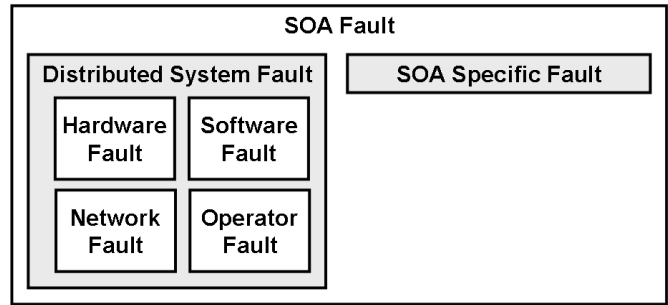 SOA Fault
Distributed System Fault
SOA Specific Fault
Hardware
Fault
Software
Fault
Network
Fault
Operator
Fault